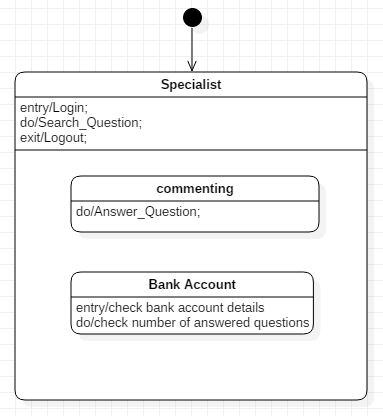 Specialist
entry/Login;
do/Search_Question;
exit/Logout;
commenting
do/Answer_Question;
Bank Account
entry/check bank account details
do/check number of answered questions